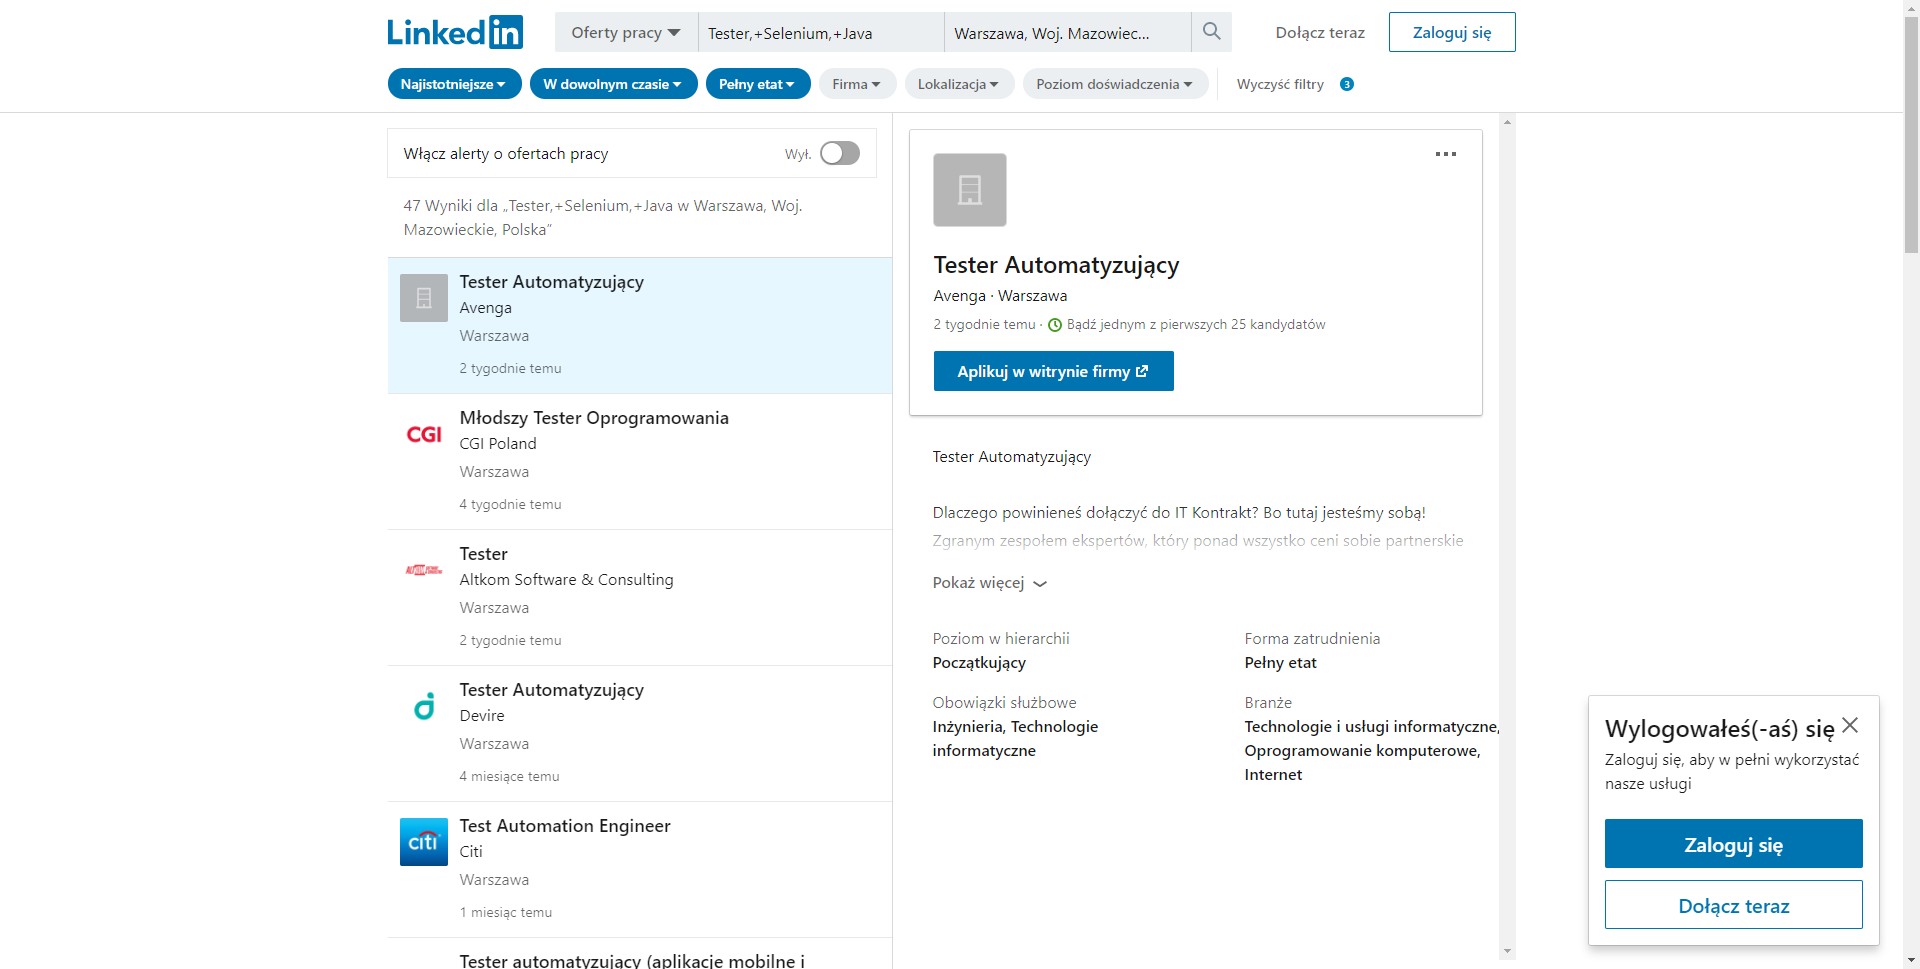 Linked in
Oferty pracy
Tester,+Selenium,+Java
Warszawa, Woj. Mazowiec...
Dołącz teraz
Zaloguj się
Najistotniejsze
W dowolnym czasie
Pełny etat
Firma
Lokalizacja
Poziom doświadczenia
Wyczyść filtry
3
Włącz alerty o ofertach pracy
Wył.
47 Wyniki dla „Tester,+Selenium,+Java w Warszawa, Woj.
Mazowieckie, Polska”
Tester Automatyzujący
Avenga
Warszawa
2 tygodnie temu
CGI
Młodszy Tester Oprogramowania
CGI Poland
Warszawa
4 tygodnie temu
Tester
Altkom Software & Consulting
Warszawa
2 tygodnie temu
Tester Automatyzujący
Devire
Warszawa
4 miesiące temu
citi
Test Automation Engineer
Citi
Warszawa
1 miesiąc temu
Tester automatyzujący (aplikacje mobilne i
Tester Automatyzujący
Avenga · Warszawa
2 tygodnie temu · Bądź jednym z pierwszych 25 kandydatów
Aplikuj w witrynie firmy
Tester Automatyzujący
Dlaczego powinieneś dołączyć do IT Kontrakt? Bo tutaj jesteśmy sobą!
Zgranym zespołem ekspertów, który ponad wszystko ceni sobie partnerskie
Pokaż więcej
Poziom w hierarchii
Początkujący
Forma zatrudnienia
Pełny etat
Obowiązki służbowe
Inżynieria, Technologie
informatyczne
Branże
Technologie i usługi informatyczne,
Oprogramowanie komputerowe,
Internet
Wylogowałeś(-aś) się
Zaloguj się, aby w pełni wykorzystać
nasze usługi
Zaloguj się
Dołącz teraz